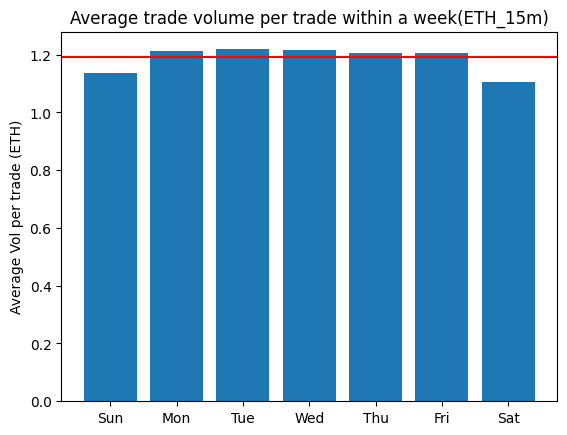 Average trade volume per trade within a week(ETH_15m)
Average Vol per trade (ETH)
1.2
1.0
0.8
0.6
0.4
0.2
0.0
Sun Mon Tue Wed Thu Fri Sat